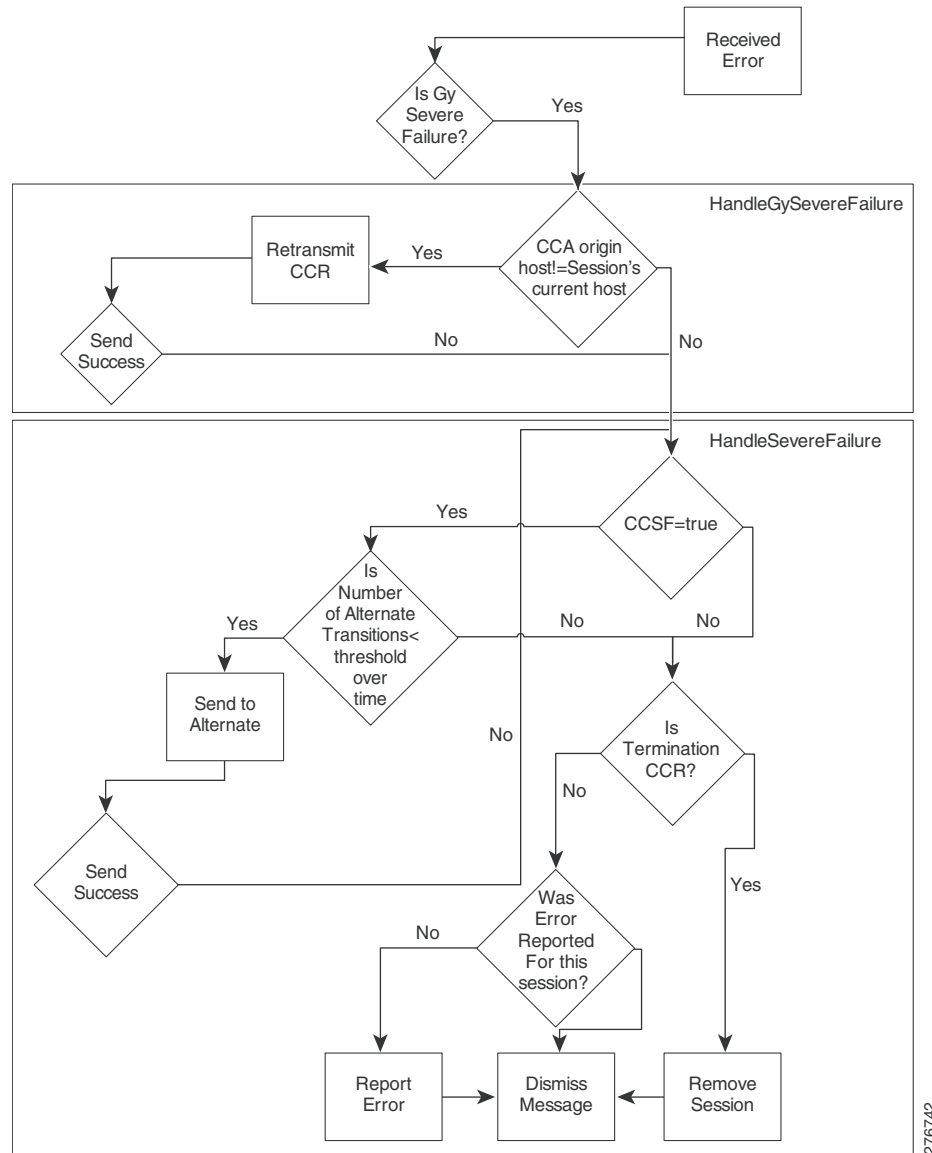 Received
Error
Is Gy
Severe
Failure?
Yes
HandleGySevereFailure
CCA origin
host!=Session's
current host
Yes
Retransmit
CCR
Send
Success
No
No
HandleSevereFailure
CCSF=true
Yes
Is
Number
of Alternate
Transitions<
threshold
over
time
No
No
Yes
Send to
Alternate
No
Is
Termination
CCR?
No
Yes
Send
Success
Was
Error
Reported
For this
session?
No
Report
Error
Dismiss
Message
Remove
Session
276742